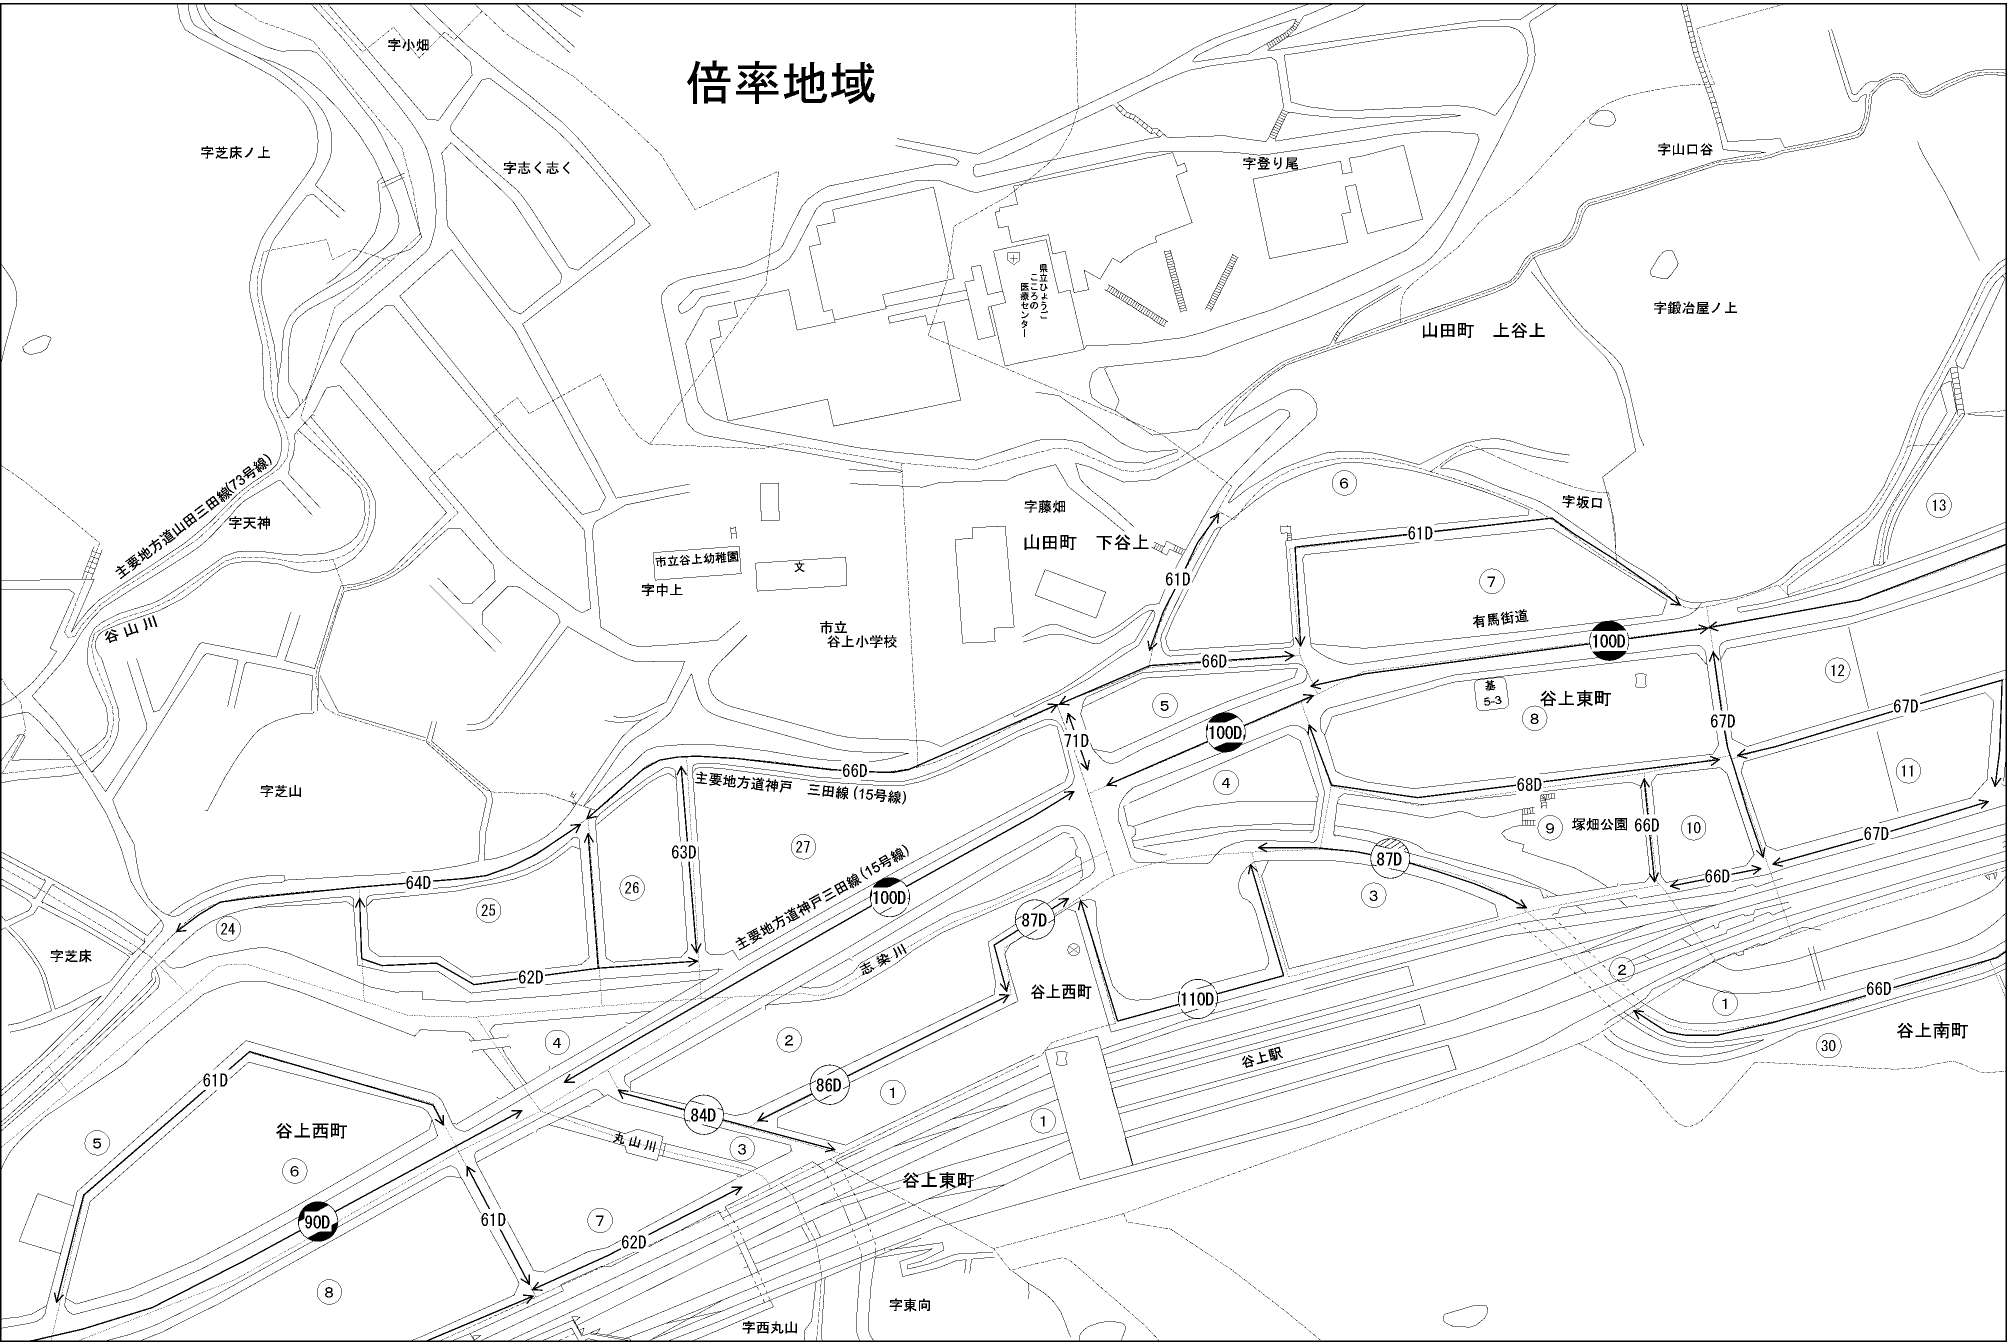 字小畑
倍率地域
字芝床ノ上
字志く志く
字登り尾
字山口谷
県立ひょうご
こころの
医療センター
字鍛冶屋ノ上
山田町　上谷上
主要地方道山田三田線(73号線)
字天神
字藤畑
山田町　下谷上
⑥
字坂口
⑬
61D
市立谷上幼稚園
文
字中上
61D
⑦
谷山川
市立
谷上小学校
有馬街道
100D
66D
⑫
基
5-3
谷上東町
⑤
⑧
67D
67D
71D
100D
66D
主要地方道神戸　三田線(15号線)
字芝山
④
68D
⑪
⑨
塚畑公園
66D
⑩
67D
63D
㉗
87D
66D
64D
㉖
主要地方道神戸三田線(15号線)
100D
③
㉔
㉕
87D
字芝床
62D
志染川
谷上西町
110D
②
①
66D
谷上南町
㉚
④
②
谷上駅
61D
86D
①
84D
①
谷上西町
⑤
⑥
丸山川
③
谷上東町
90D
61D
⑦
62D
⑧
字東向
字西丸山